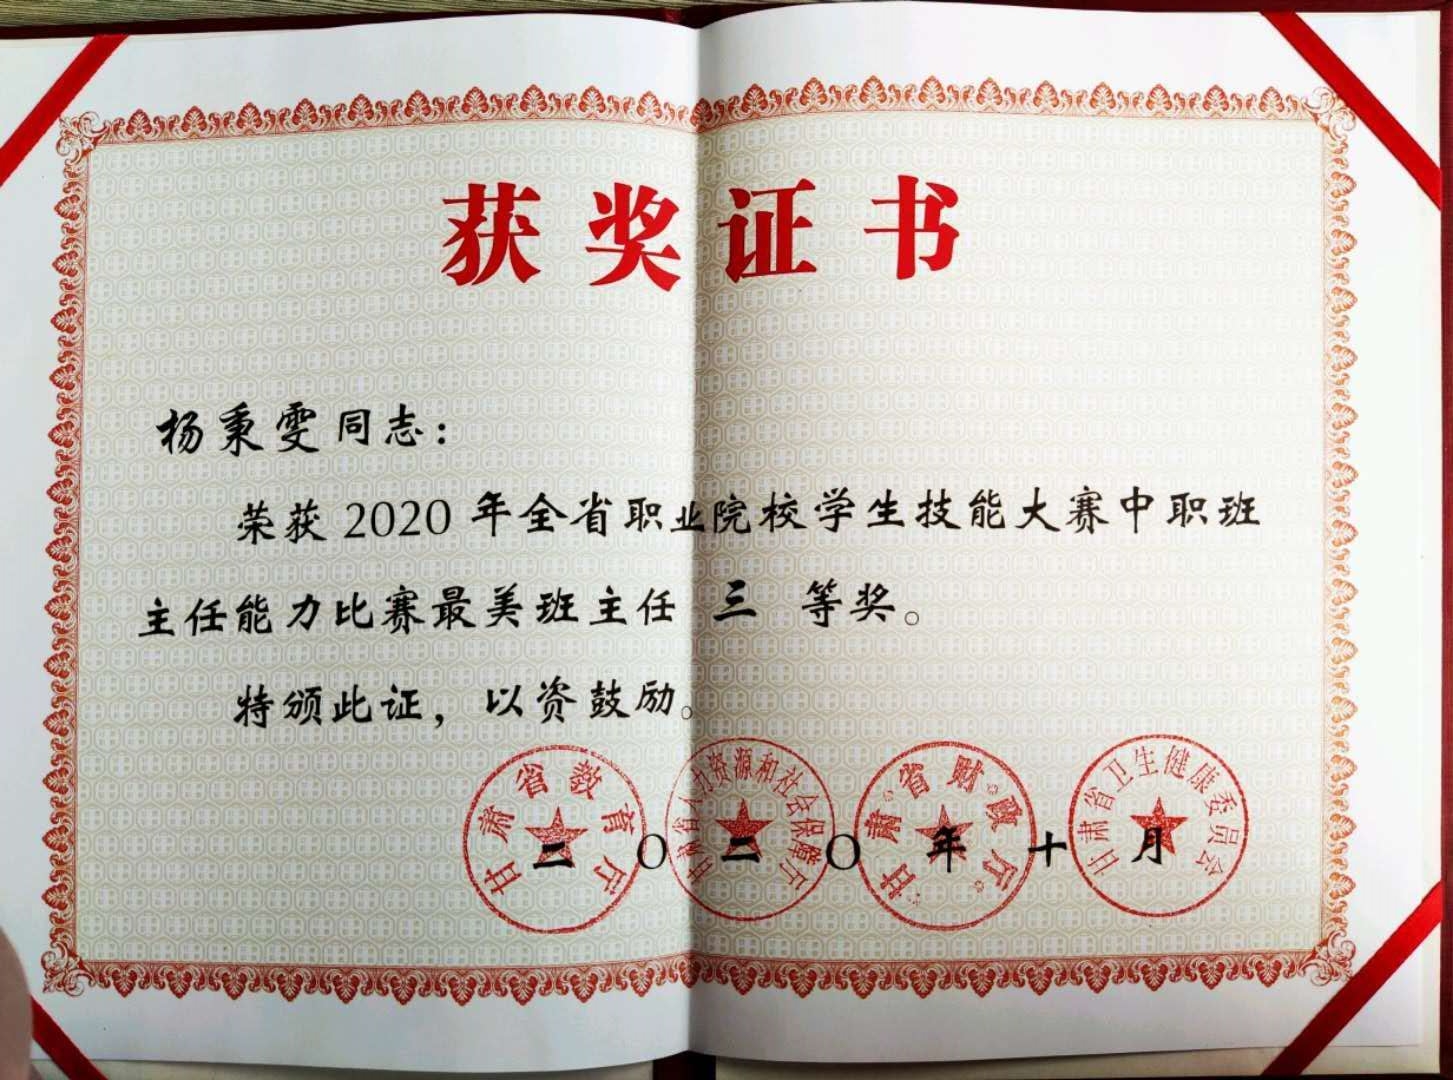 获奖证书
杨秉雯同志：
荣获2020年全省职业院校学生技能大赛中职班
主任能力比赛最美班主任 三 等奖。
特颁此证，以资鼓励。
甘肃省教育厅
甘肃省人力资源和社会保障厅
甘肃省财政厅
甘肃省卫生健康委员会
二〇二〇年十月